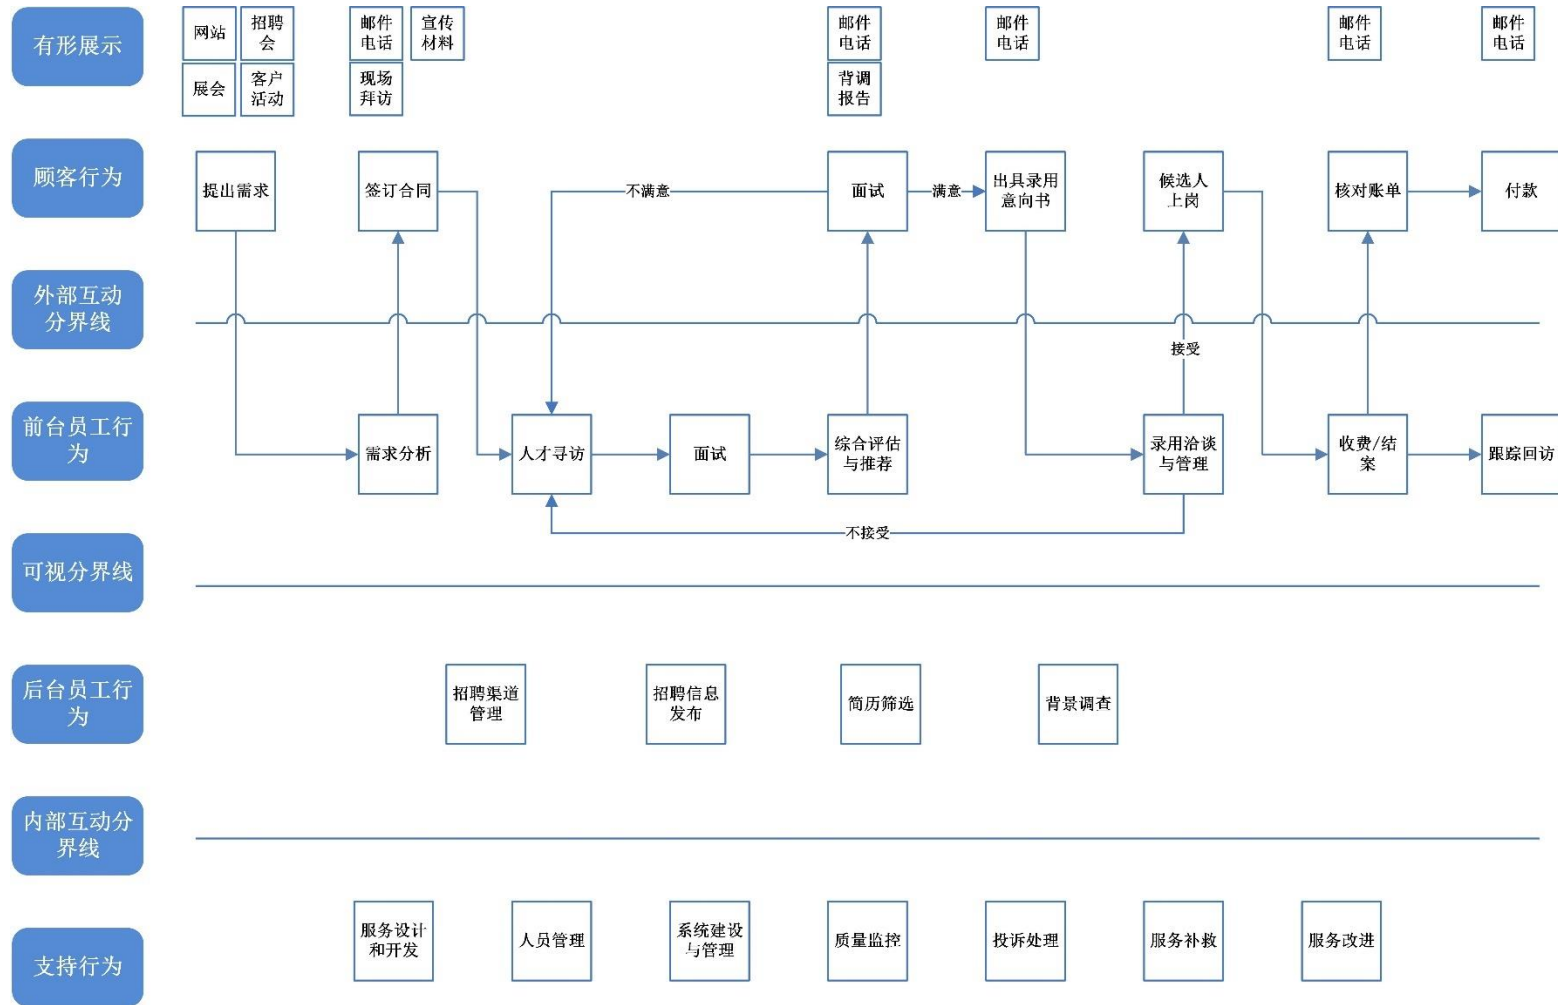 有形展示
网站
招聘
会
邮件
电话
宣传
材料
邮件
电话
邮件
电话
邮件
电话
邮件
电话
展会
客户
活动
现场
拜访
背调
报告
顾客行为
提出需求
签订合同
不满意
面试
满意
出具录用
意向书
候选人
上岗
核对账单
付款
外部互动
分界线
接受
前台员工行
为
需求分析
人才寻访
面试
综合评估
与推荐
录用洽谈
与管理
收费/结
案
跟踪回访
不接受
可视分界线
后台员工行
为
招聘渠道
管理
招聘信息
发布
简历筛选
背景调查
内部互动分
界线
支持行为
服务设计
和开发
人员管理
系统建设
与管理
质量监控
投诉处理
服务补救
服务改进